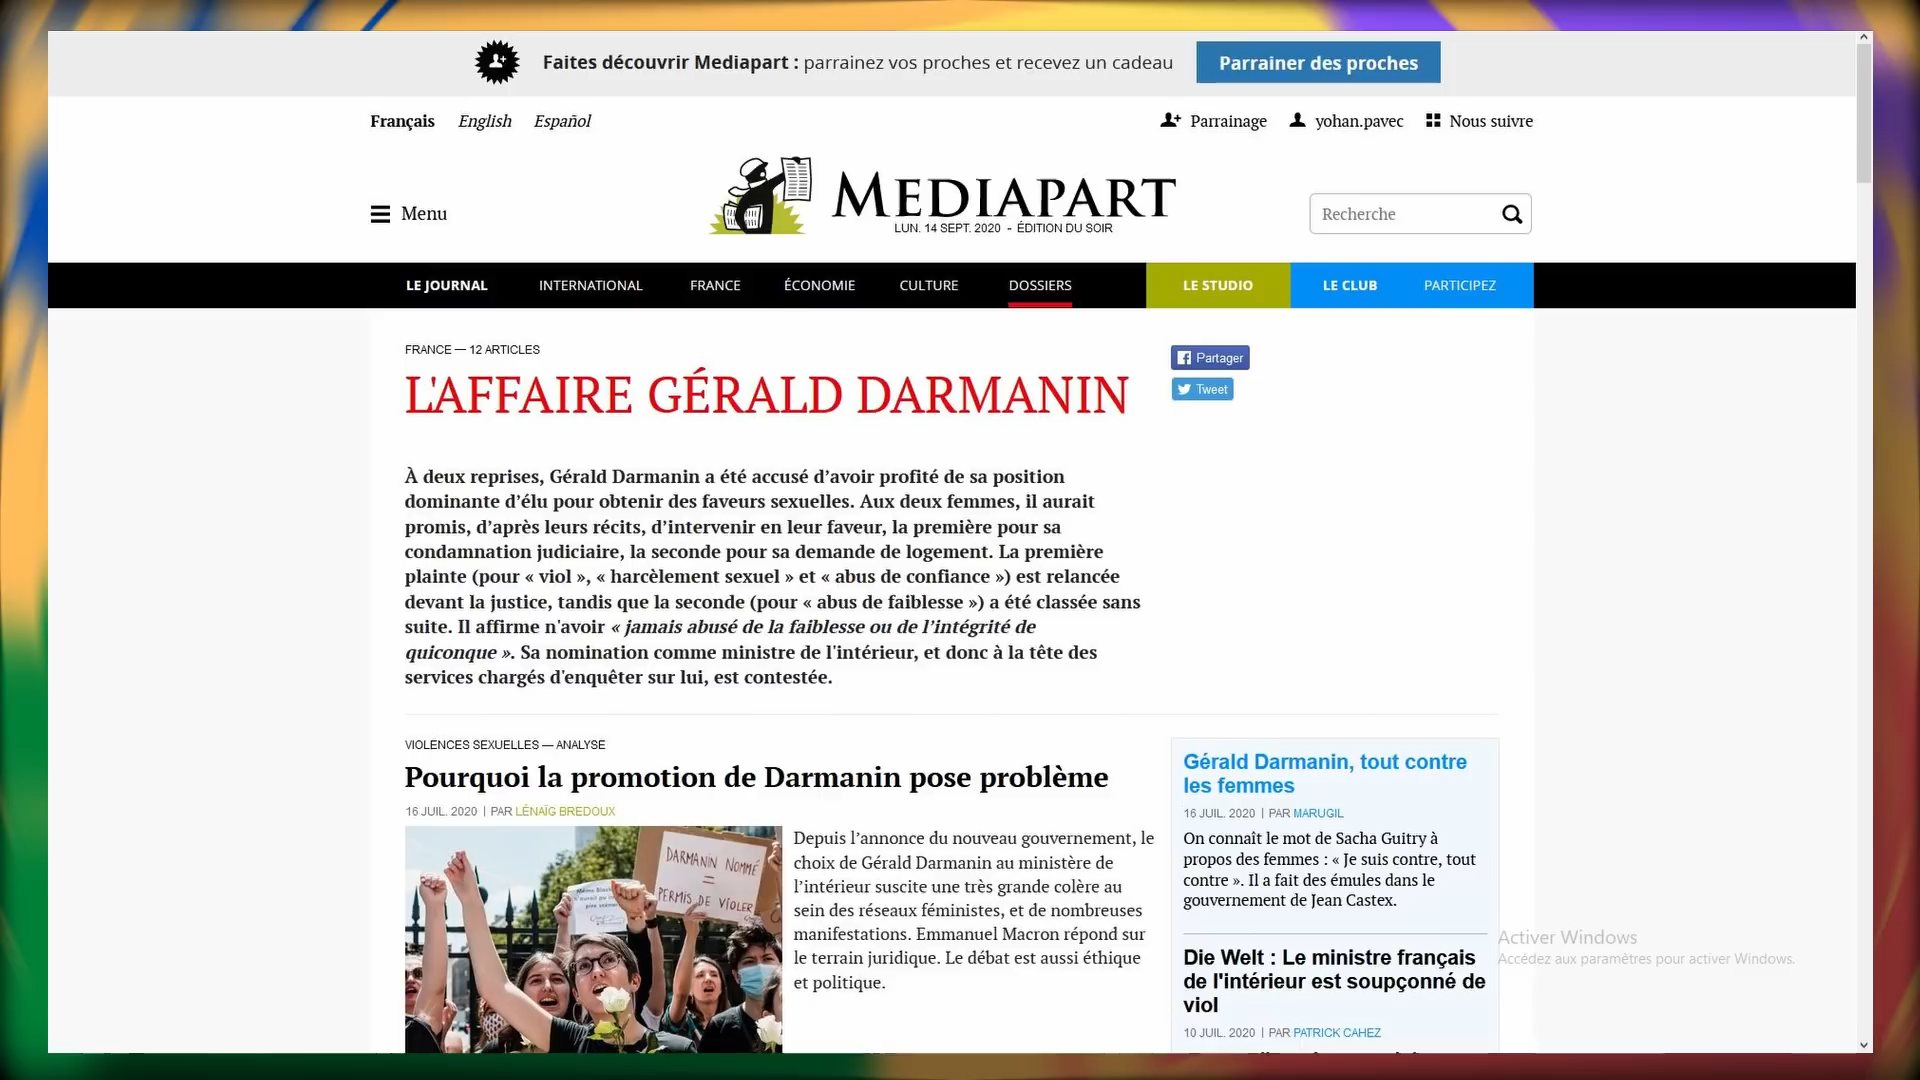 Faites découvrir Mediapart : parrainez vos proches et recevez un cadeau
Parrainer des proches
Français English Español
Parrainage yohan.pavec Nous suivre
Menu
MEDIAPART
LUN. 14 SEPT. 2020 - ÉDITION DU SOIR
Recherche
LE JOURNAL INTERNATIONAL FRANCE ÉCONOMIE CULTURE DOSSIERS LE STUDIO LE CLUB PARTICIPEZ
FRANCE — 12 ARTICLES
L'AFFAIRE GÉRALD DARMANIN
Partager
Tweet
À deux reprises, Gérald Darmanin a été accusé d’avoir profité de sa position
dominante d’élu pour obtenir des faveurs sexuelles. Aux deux femmes, il aurait
promis, d’après leurs récits, d’intervenir en leur faveur, la première pour sa
condamnation judiciaire, la seconde pour sa demande de logement. La première
plainte (pour « viol », « harcèlement sexuel » et « abus de confiance ») est relancée
devant la justice, tandis que la seconde (pour « abus de faiblesse ») a été classée sans
suite. Il affirme n'avoir « jamais abusé de la faiblesse ou de l’intégrité de
quiconque ». Sa nomination comme ministre de l'intérieur, et donc à la tête des
services chargés d'enquêter sur lui, est contestée.
VIOLENCES SEXUELLES — ANALYSE
Pourquoi la promotion de Darmanin pose problème
16 JUIL. 2020 | PAR LÉNAÏG BREDOUX
DARMANIN NOMMÉ
=
PERMIS DE VIOLER
Depuis l’annonce du nouveau gouvernement, le
choix de Gérald Darmanin au ministère de
l’intérieur suscite une très grande colère au
sein des réseaux féministes, et de nombreuses
manifestations. Emmanuel Macron répond sur
le terrain juridique. Le débat est aussi éthique
et politique.
Gérald Darmanin, tout contre
les femmes
16 JUIL. 2020 | PAR MARUGIL
On connaît le mot de Sacha Guitry à
propos des femmes : « Je suis contre, tout
contre ». Il a fait des émules dans le
gouvernement de Jean Castex.
Die Welt : Le ministre français
de l'intérieur est soupçonné de
viol
10 JUIL. 2020 | PAR PATRICK CAHEZ
Activer Windows
Accédez aux paramètres pour activer Windows.